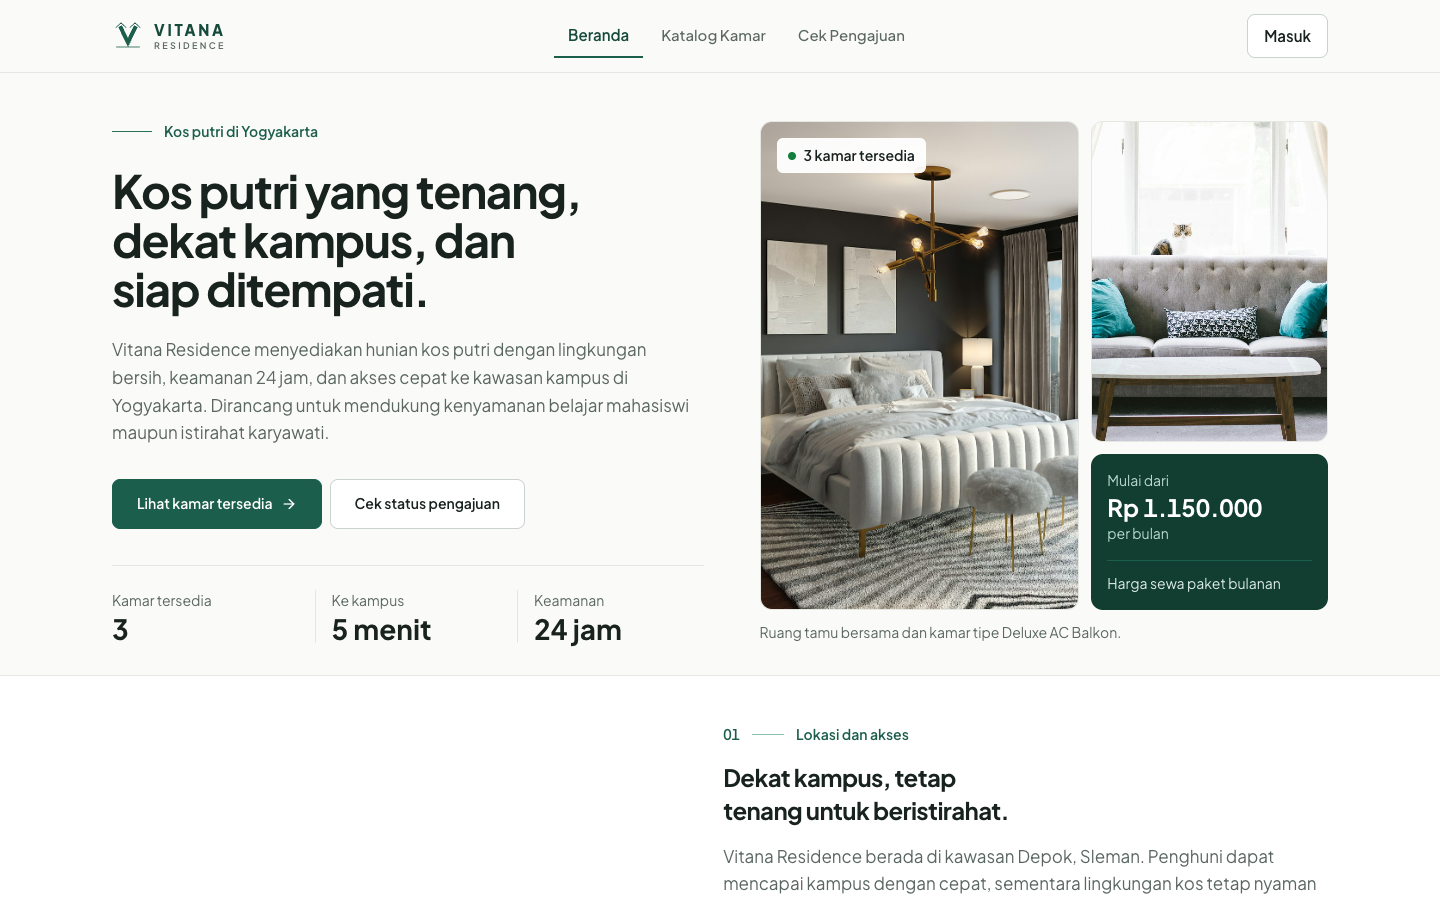 VITANA
RESIDENCE
Beranda
Katalog Kamar
Cek Pengajuan
Masuk
Kos putri di Yogyakarta
Kos putri yang tenang,
dekat kampus, dan
siap ditempati.
Vitana Residence menyediakan hunian kos putri dengan lingkungan
bersih, keamanan 24 jam, dan akses cepat ke kawasan kampus di
Yogyakarta. Dirancang untuk mendukung kenyamanan belajar mahasiswi
maupun istirahat karyawati.
Lihat kamar tersedia
Cek status pengajuan
Kamar tersedia
3
Ke kampus
5 menit
Keamanan
24 jam
3 kamar tersedia
Mulai dari
Rp 1.150.000
per bulan
Harga sewa paket bulanan
Ruang tamu bersama dan kamar tipe Deluxe AC Balkon.
01
Lokasi dan akses
Dekat kampus, tetap
tenang untuk beristirahat.
Vitana Residence berada di kawasan Depok, Sleman. Penghuni dapat
mencapai kampus dengan cepat, sementara lingkungan kos tetap nyaman